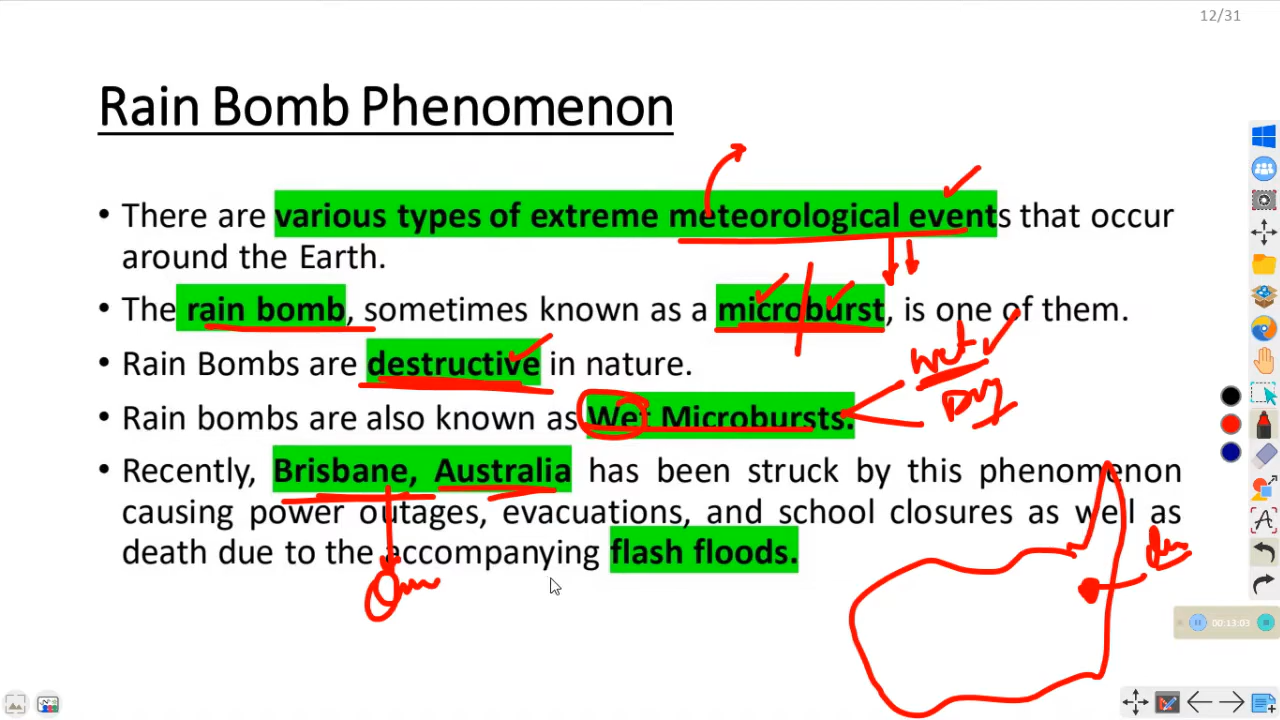 12/31
Rain Bomb Phenomenon
• There are various types of extreme meteorological events that occur
around the Earth.
• The rain bomb, sometimes known as a microburst, is one of them.
wet
• Rain Bombs are destructive in nature.
Dry
• Rain bombs are also known as Wet Microbursts.
• Recently, Brisbane, Australia has been struck by this phenomenon
causing power outages, evacuations, and school closures as well as
death due to the accompanying flash floods.
00:13:03